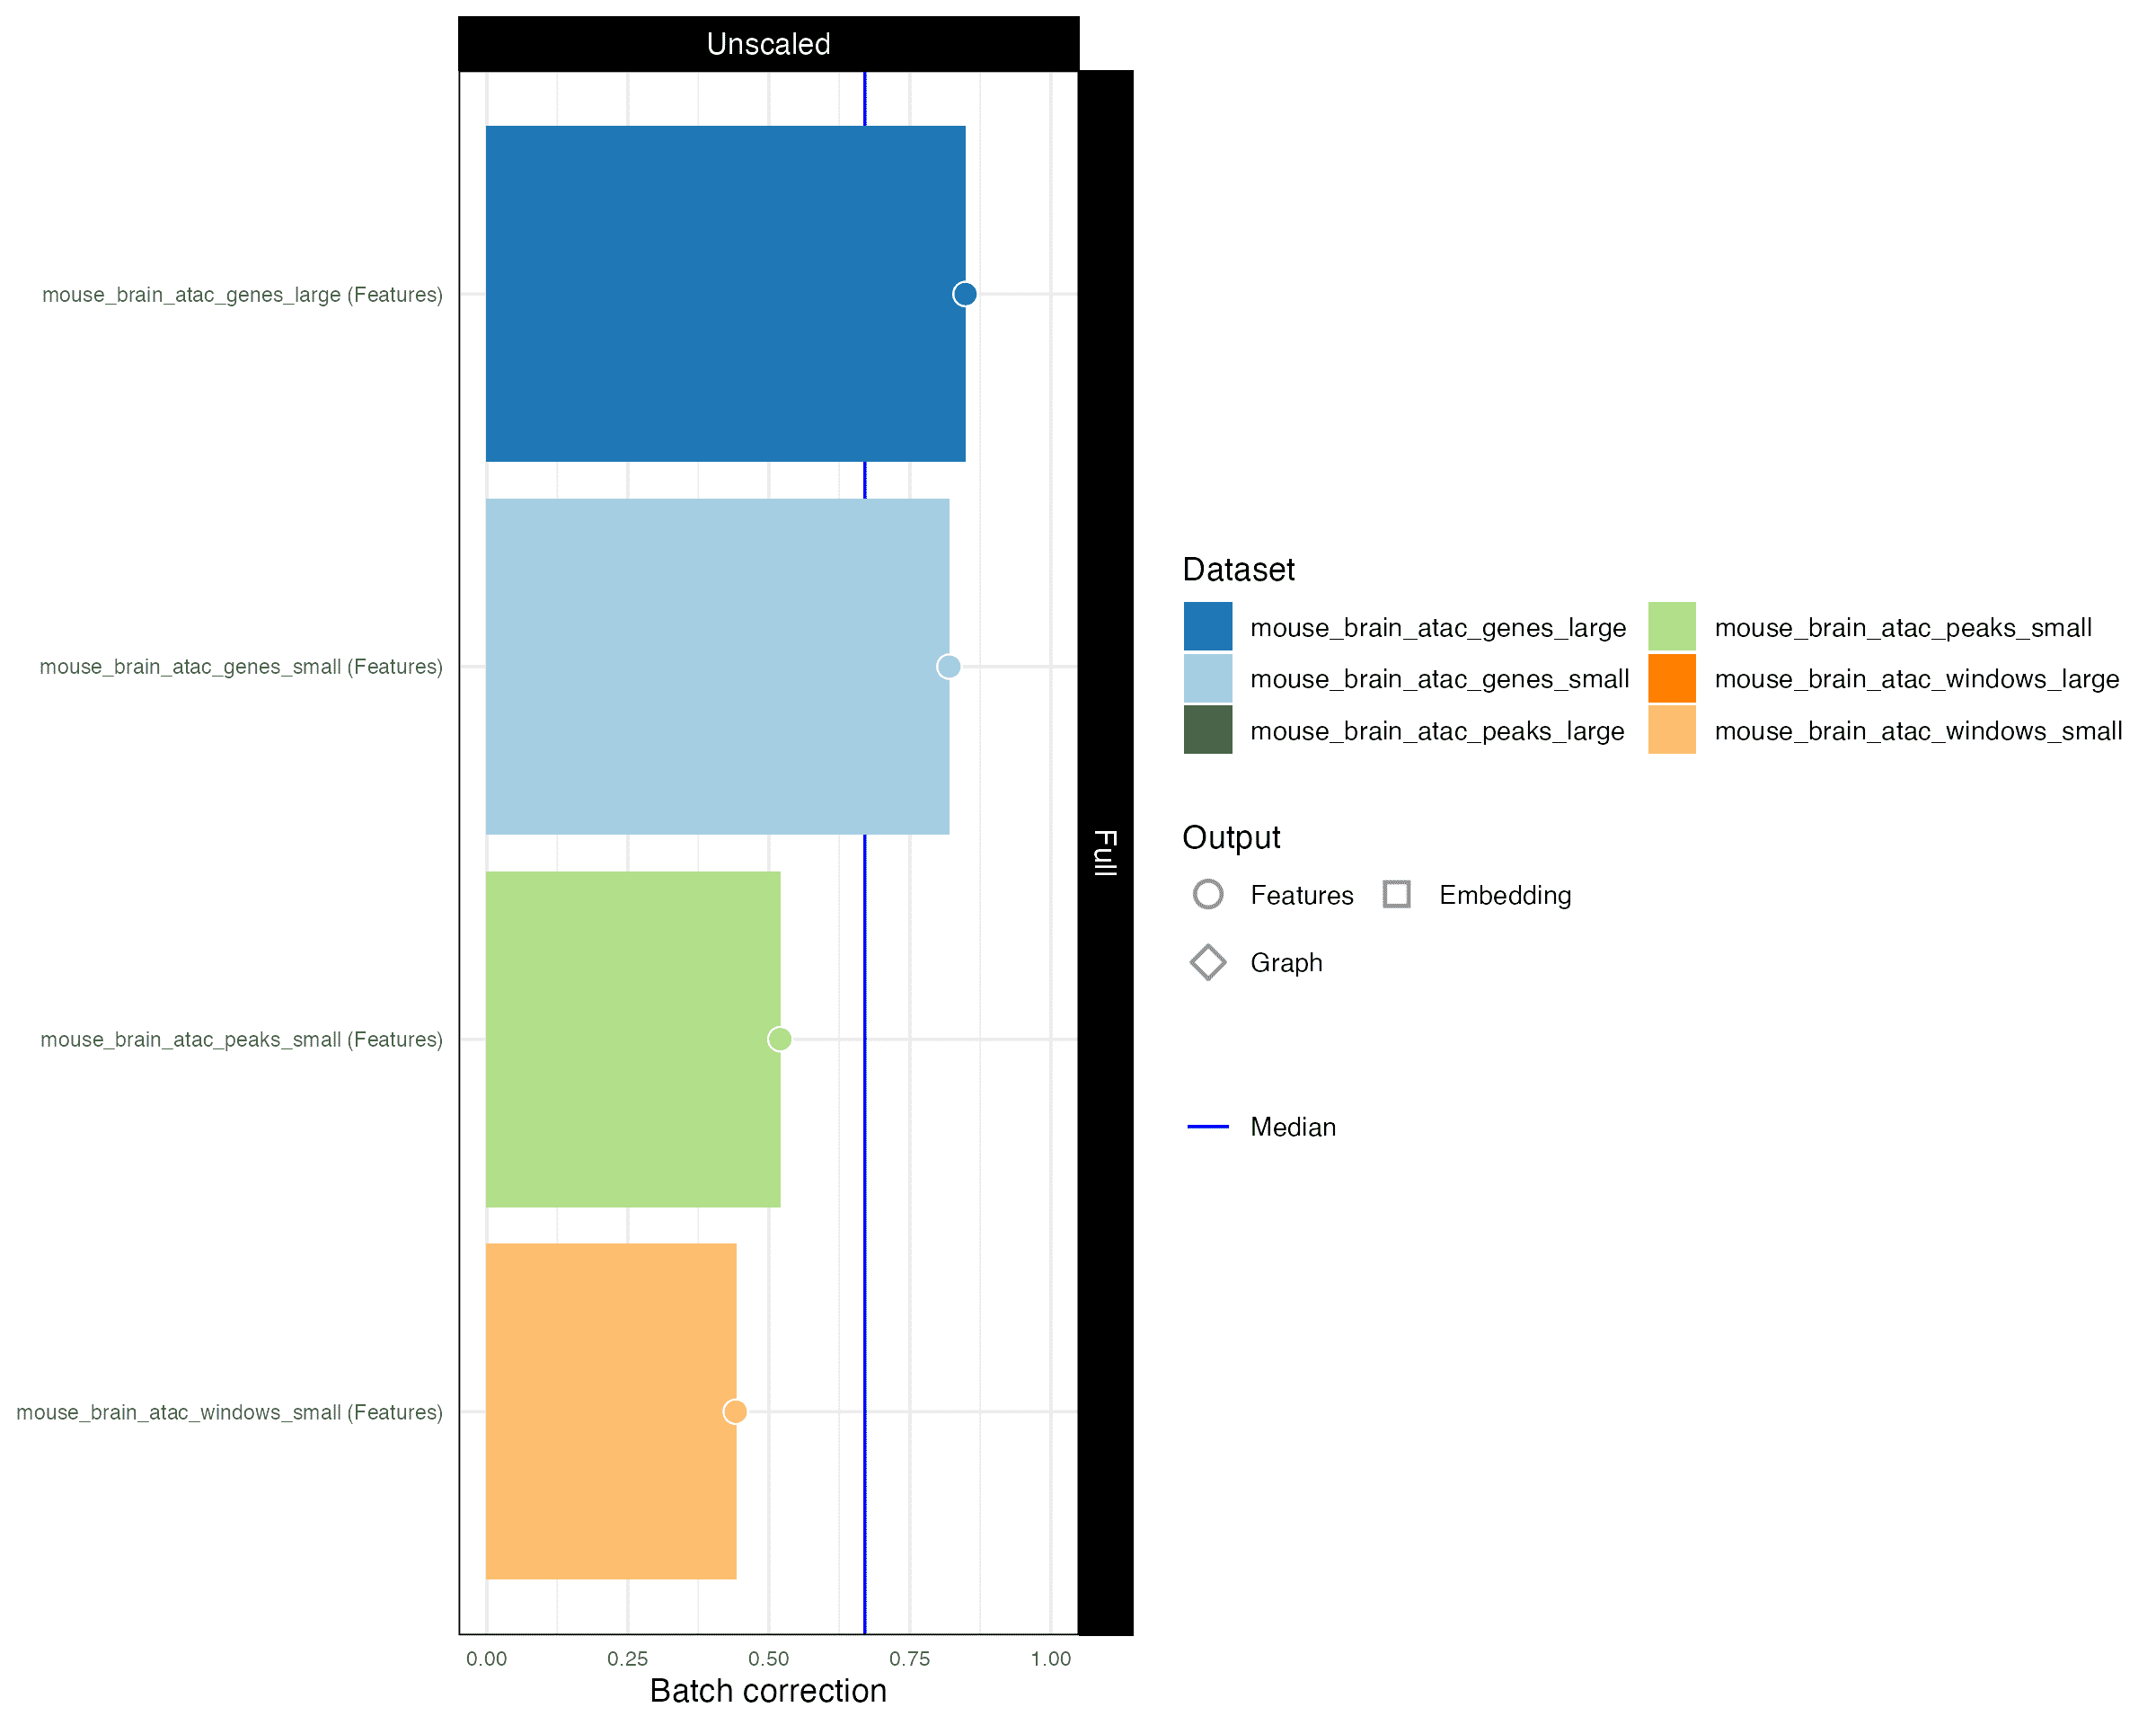 Unscaled
mouse_brain_atac_genes_large (Features)
mouse_brain_atac_genes_small (Features)
mouse_brain_atac_peaks_small (Features)
mouse_brain_atac_windows_small (Features)
0.00 0.25 0.50 0.75 1.00
Batch correction
Full
Dataset
mouse_brain_atac_genes_large mouse_brain_atac_peaks_small
mouse_brain_atac_genes_small mouse_brain_atac_windows_large
mouse_brain_atac_peaks_large mouse_brain_atac_windows_small
Output
Features Embedding
Graph
Median